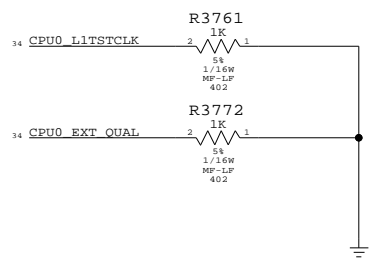 R3761
1K
34 CPU0_L1TSTCLK 2 1
5%
1/16W
MF-LF
402
R3772
1K
34 CPU0_EXT_QUAL 2 1
5%
1/16W
MF-LF
402